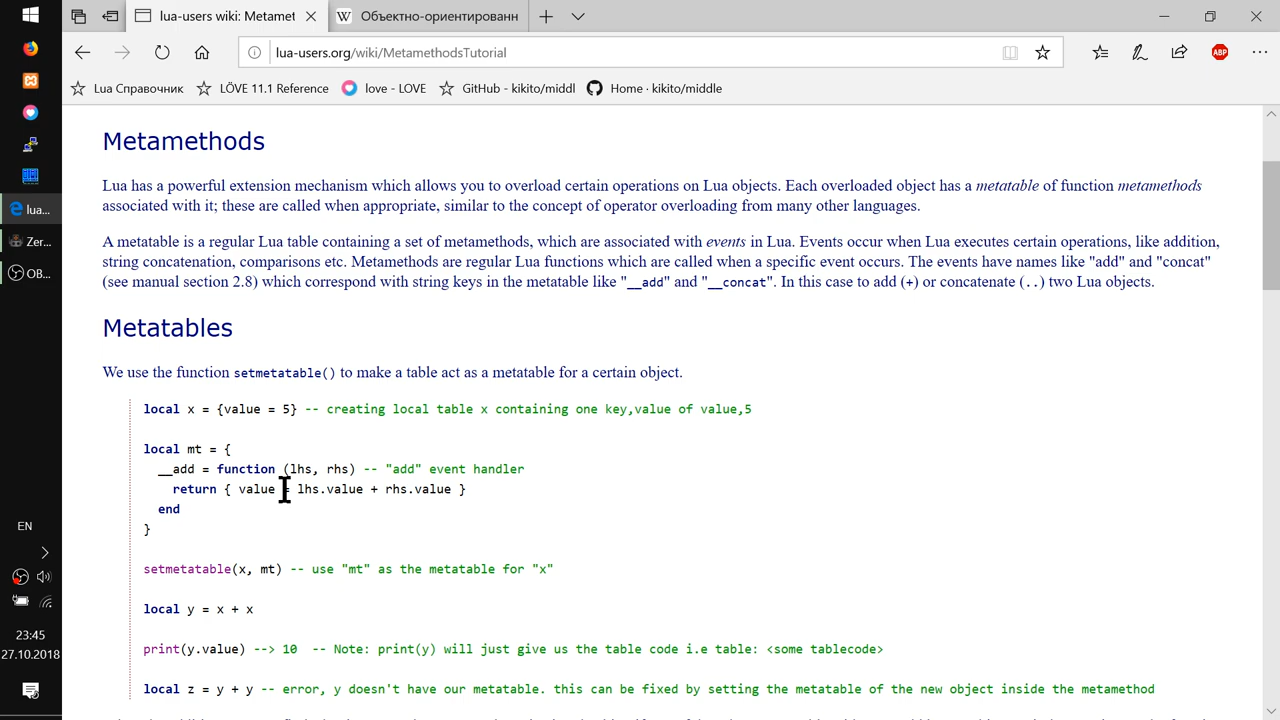 lua-users wiki: Metamet
Объектно-ориентированн
lua-users.org/wiki/MetamethodsTutorial
ABP
Lua Справочник
LÖVE 11.1 Reference
love - LOVE
GitHub - kikito/middl
Home · kikito/middle
Metamethods
Lua has a powerful extension mechanism which allows you to overload certain operations on Lua objects. Each overloaded object has a metatable of function metamethods
associated with it; these are called when appropriate, similar to the concept of operator overloading from many other languages.
A metatable is a regular Lua table containing a set of metamethods, which are associated with events in Lua. Events occur when Lua executes certain operations, like addition,
string concatenation, comparisons etc. Metamethods are regular Lua functions which are called when a specific event occurs. The events have names like "add" and "concat"
(see manual section 2.8) which correspond with string keys in the metatable like "__add" and "__concat". In this case to add (+) or concatenate (..) two Lua objects.
Metatables
We use the function setmetatable() to make a table act as a metatable for a certain object.
local x = {value = 5} -- creating local table x containing one key,value of value,5
local mt = {
__add = function (lhs, rhs) -- "add" event handler
return { value = lhs.value + rhs.value }
end
}
setmetatable(x, mt) -- use "mt" as the metatable for "x"
local y = x + x
print(y.value) --> 10 -- Note: print(y) will just give us the table code i.e table: <some tablecode>
local z = y + y -- error, y doesn't have our metatable. this can be fixed by setting the metatable of the new object inside the metamethod
lua...
Zer...
OB...
EN
23:45
27.10.2018